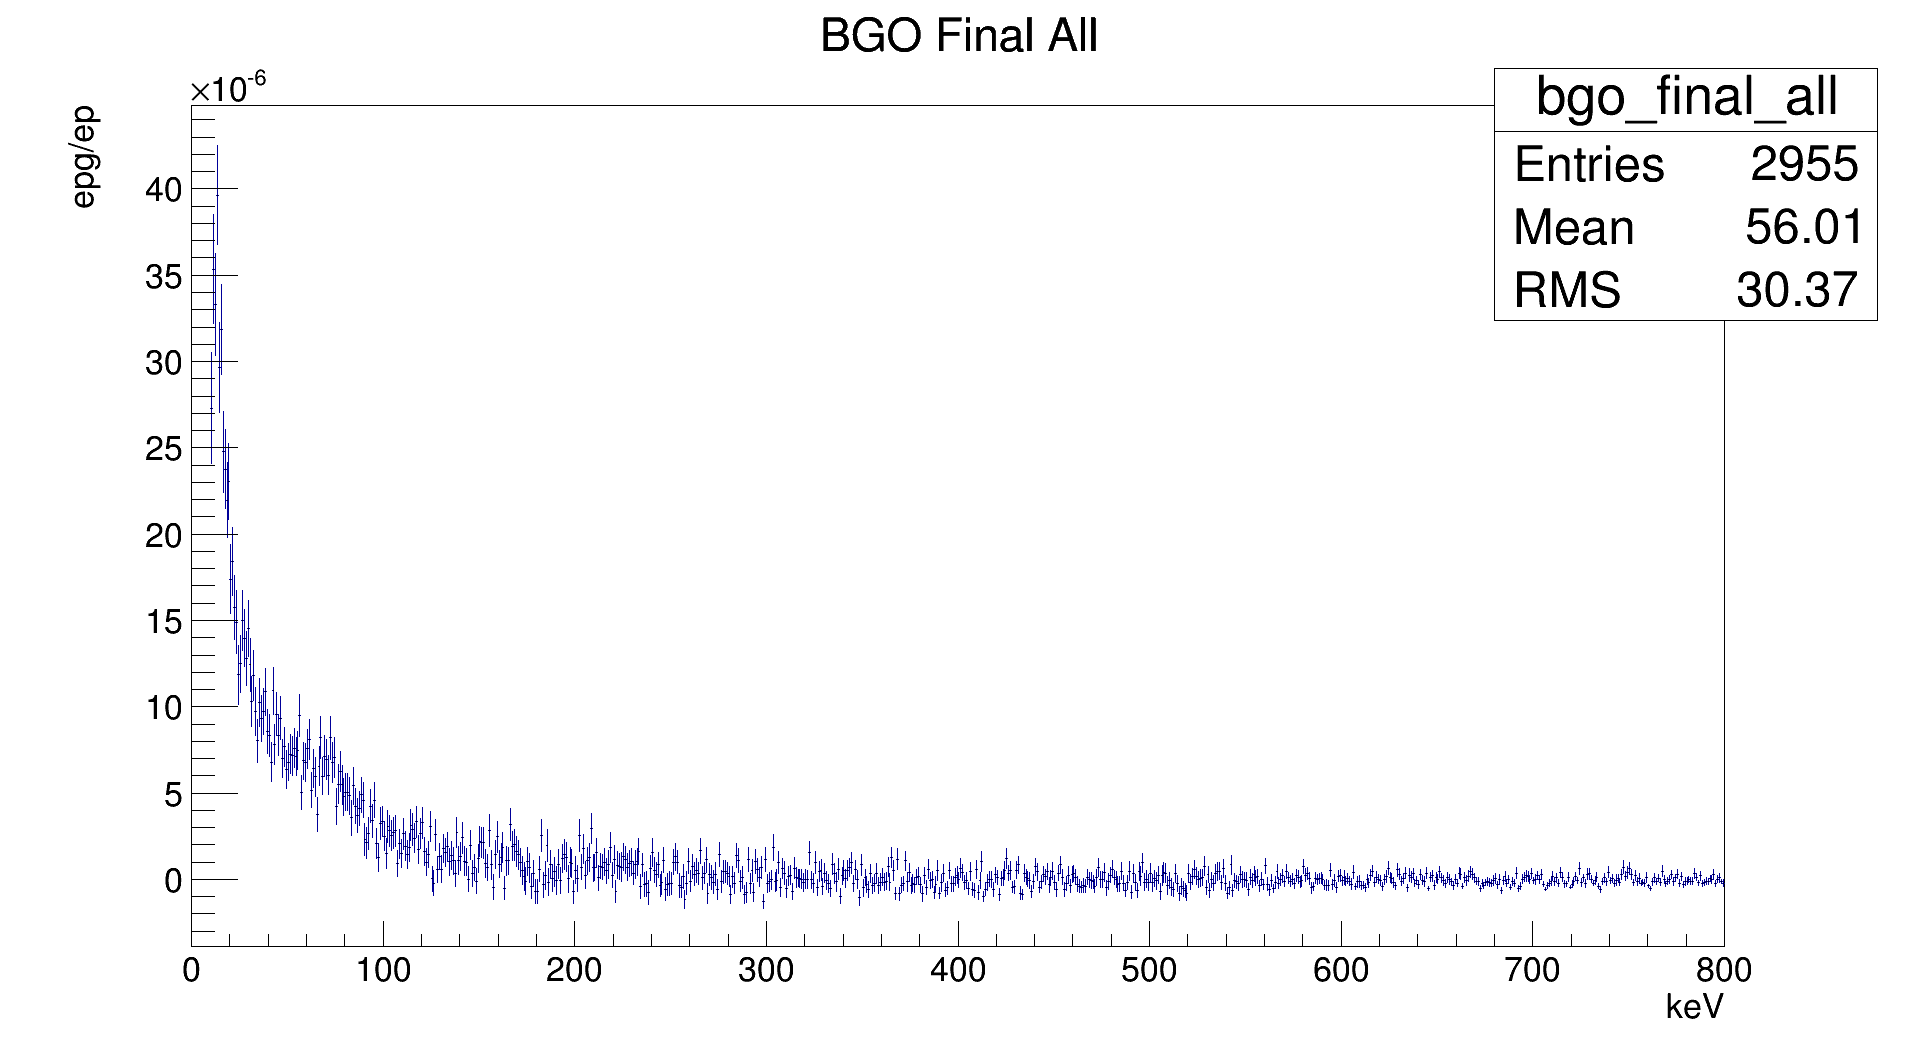 BGO Final All
×10-6
epg/ep
bgo_final_all
Entries 2955
Mean 56.01
RMS 30.37
40
35
30
25
20
15
10
5
0
0 100 200 300 400 500 600 700 800
keV